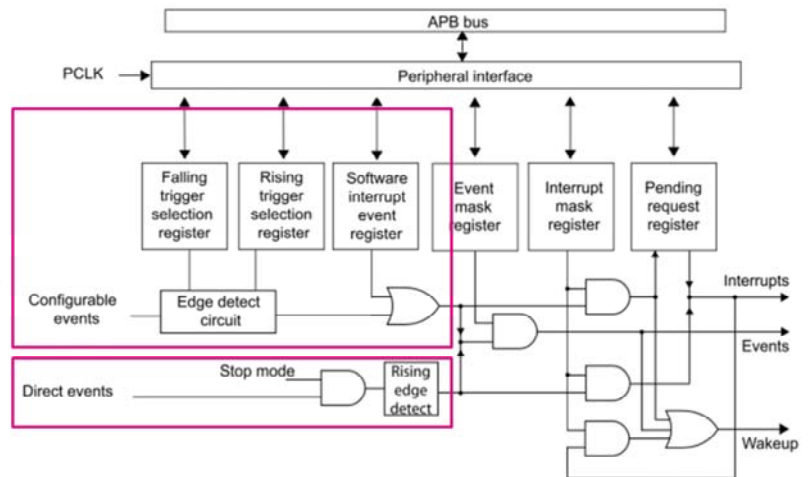 APB bus
PCLK
Peripheral interface
Falling
trigger
selection
register
Rising
trigger
selection
register
Software
interrupt
event
register
Event
mask
register
Interrupt
mask
register
Pending
request
register
Interrupts
Configurable
events
Edge detect
circuit
Events
Stop mode
Direct events
Rising
edge
detect
Wakeup